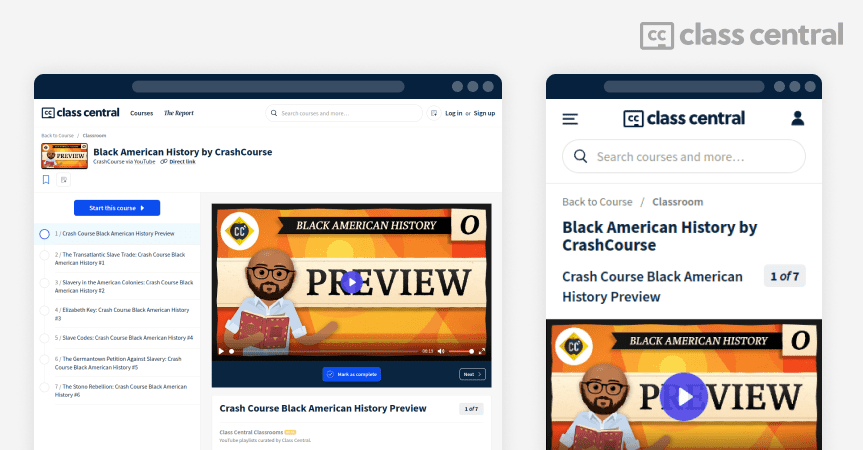 cc class central
cc class central Courses The Report Search courses and more... Log in or Sign up
Back to Course / Classroom
PREVIEW
Black American History by CrashCourse
CrashCourse via YouTube Direct link
Start this course
1 / Crash Course Black American History Preview
2 / The Transatlantic Slave Trade: Crash Course Black
American History #1
3 / Slavery in the American Colonies: Crash Course Black
American History #2
4 / Elizabeth Key: Crash Course Black American History
#3
5 / Slave Codes: Crash Course Black American History #4
6 / The Germantown Petition Against Slavery: Crash
Course Black American History #5
7 / The Stono Rebellion: Crash Course Black American
History #6
CC
BLACK AMERICAN HISTORY
0
PREVIEW
Mark as complete
Next
Crash Course Black American History Preview
1 of 7
Class Central Classrooms BETA
YouTube playlists curated by Class Central.
cc class central
Search courses and more...
Back to Course / Classroom
Black American History by
CrashCourse
Crash Course Black American
History Preview
1 of 7
CC
BLACK AMERICAN HISTORY
0
PREVIEW